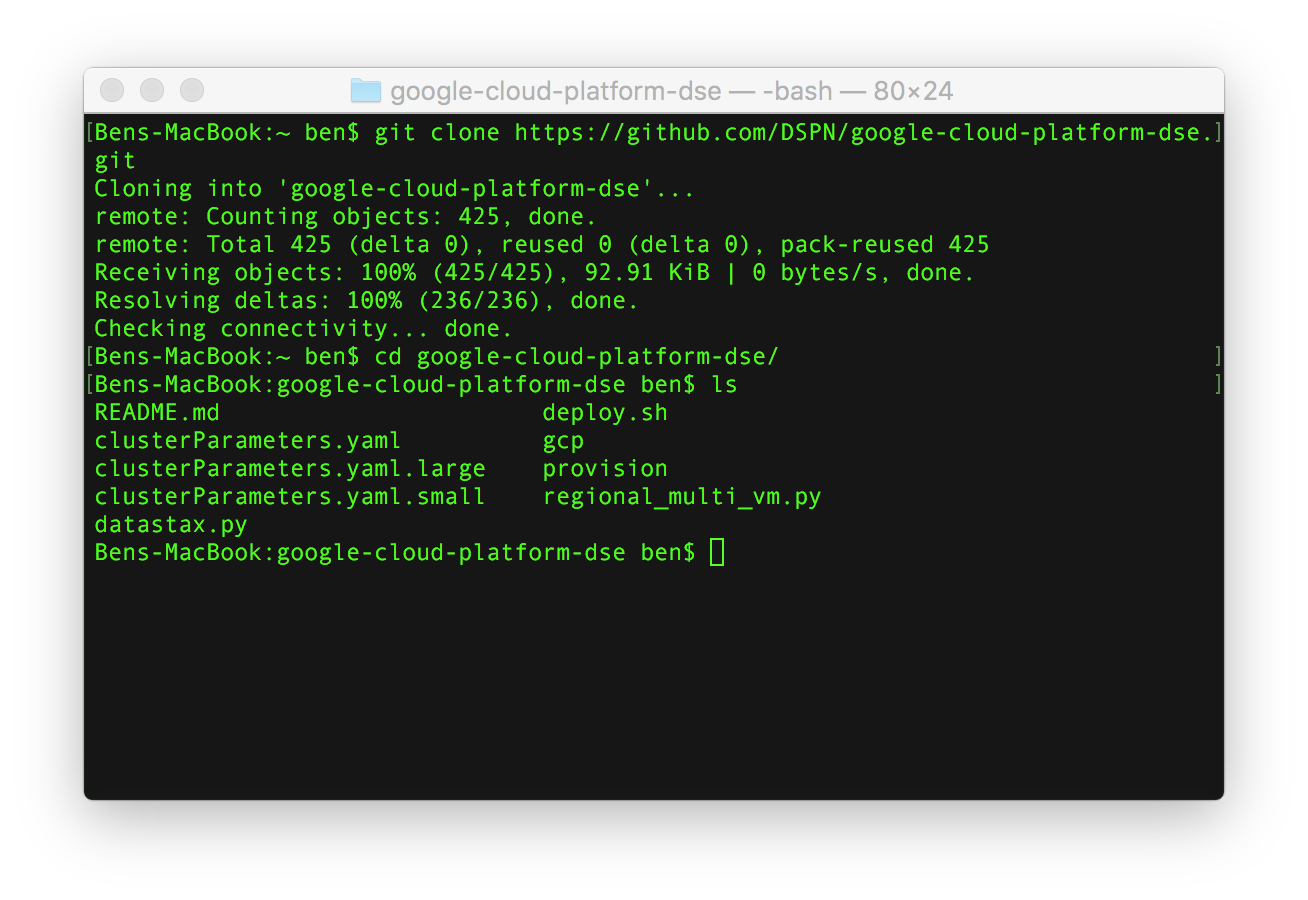 google-cloud-platform-dse — -bash — 80×24
[Bens-MacBook:~ ben$ git clone https://github.com/DSPN/google-cloud-platform-dse.]
git
Cloning into 'google-cloud-platform-dse'...
remote: Counting objects: 425, done.
remote: Total 425 (delta 0), reused 0 (delta 0), pack-reused 425
Receiving objects: 100% (425/425), 92.91 KiB | 0 bytes/s, done.
Resolving deltas: 100% (236/236), done.
Checking connectivity... done.
[Bens-MacBook:~ ben$ cd google-cloud-platform-dse/ ]
[Bens-MacBook:google-cloud-platform-dse ben$ ls ]
README.md deploy.sh
clusterParameters.yaml gcp
clusterParameters.yaml.large provision
clusterParameters.yaml.small regional_multi_vm.py
datastax.py
Bens-MacBook:google-cloud-platform-dse ben$